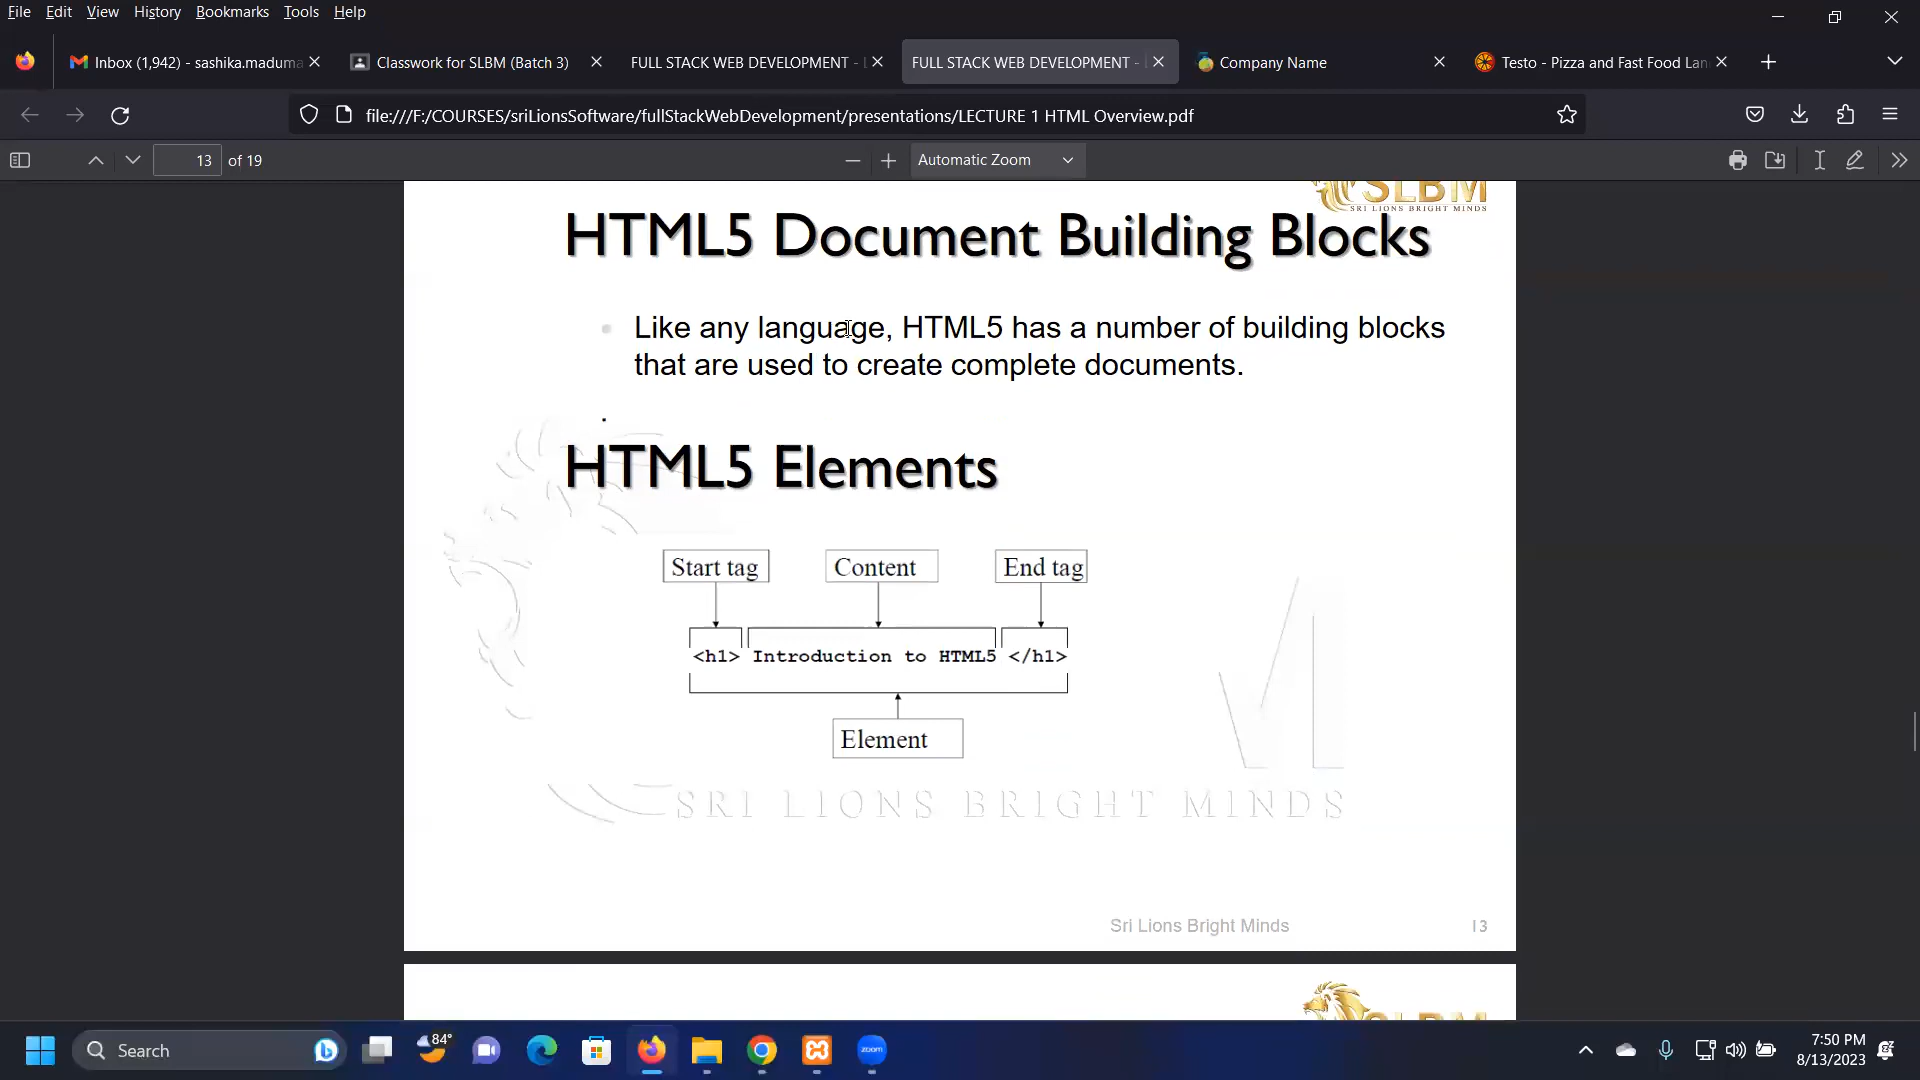 File Edit View History Bookmarks Tools Help
Inbox (1,942) - sashika.maduma
Classwork for SLBM (Batch 3)
FULL STACK WEB DEVELOPMENT - L
FULL STACK WEB DEVELOPMENT -
Company Name
Testo - Pizza and Fast Food Lan
file:///F:/COURSES/sriLionsSoftware/fullStackWebDevelopment/presentations/LECTURE 1 HTML Overview.pdf
13 of 19
Automatic Zoom
SLBM
SRI LIONS BRIGHT MINDS
HTML5 Document Building Blocks
Like any language, HTML5 has a number of building blocks
that are used to create complete documents.
HTML5 Elements
Start tag Content End tag
<h1> Introduction to HTML5 </h1>
Element
SRI LIONS BRIGHT MINDS
Sri Lions Bright Minds 13
SLBM
Search
84°
zoom
7:50 PM
8/13/2023